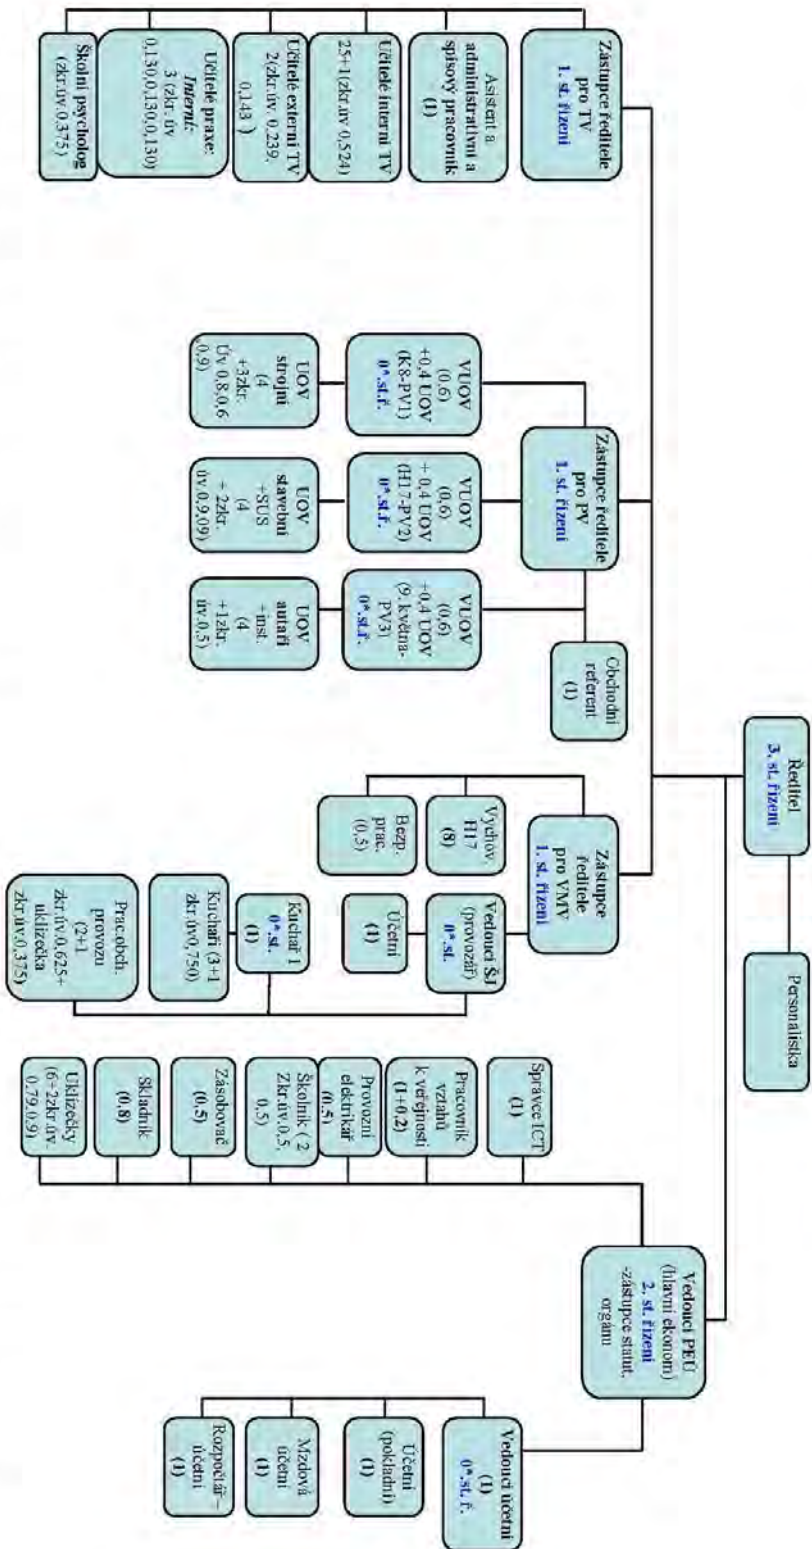 Ředitel
3. st. řízení
Personalistka
Zástupce ředitele
pro TV
1. st. řízení
Asistent a
administrativní a
spisový pracovník
(1)
Učitelé interní TV
25+1(zkr.úv.0,524)
Učitelé externí TV
2(zkr.úv. 0,239,
0,143 )
Učitelé praxe:
Interní:
3 (zkr. úv
0,130,0,130,0,130)
Školní psycholog
(zkr.úv.0,375)
Zástupce ředitele
pro PV
1. st. řízení
Obchodní
referent
(1)
VUOV
(0,6)
+0,4 UOV
(K8-PV1)
0*.st.ř.
UOV
strojní
(4
+3zkr.
Úv 0,8,0,6
,0,9)
VUOV
(0,6)
+ 0,4 UOV
(H17-PV2)
0*.st.ř.
UOV
stavební
+SUS
(4
+ 2zkr.
úv.0,9,09)
VUOV
(0,6)
+0,4 UOV
(9. května-
PV3)
0*.st.ř.
UOV
autaři
+inst.
(4
+1zkr.
úv.0,5)
Zástupce
ředitele
pro VMV
1. st. řízení
Vychov.
H17
(8)
Bezp.
prac.
(0,5)
Vedoucí ŠJ
(provozář)
0*.st.
Účetní
(1)
Kuchař 1
0*.st.
(1)
Kuchaři (3+1
zkr.úv0,750)
Prac.obch.
provozu
(2+1
zkr.úv.0,625+
uklízečka
zkr.úv.0,375)
Vedoucí PEÚ
(hlavní ekonom)
2. st. řízení
-zástupce statut.
orgánu
Správce ICT
(1)
Pracovník
vztahů
k veřejnosti
(1+0,2)
Provozní
elektrikář
(0,5)
Školník ( 2
Zkr.úv.0,5,
0,5)
Zásobovač
(0,5)
Skladník
(0,8)
Uklízečky
(6+2zkr.úv.
0,79,0,9)
Vedoucí účetní
(1)
0*.st. ř.
Účetní
(pokladní)
(1)
Mzdová
účetní
(1)
Rozpočtář –
účetní
(1)